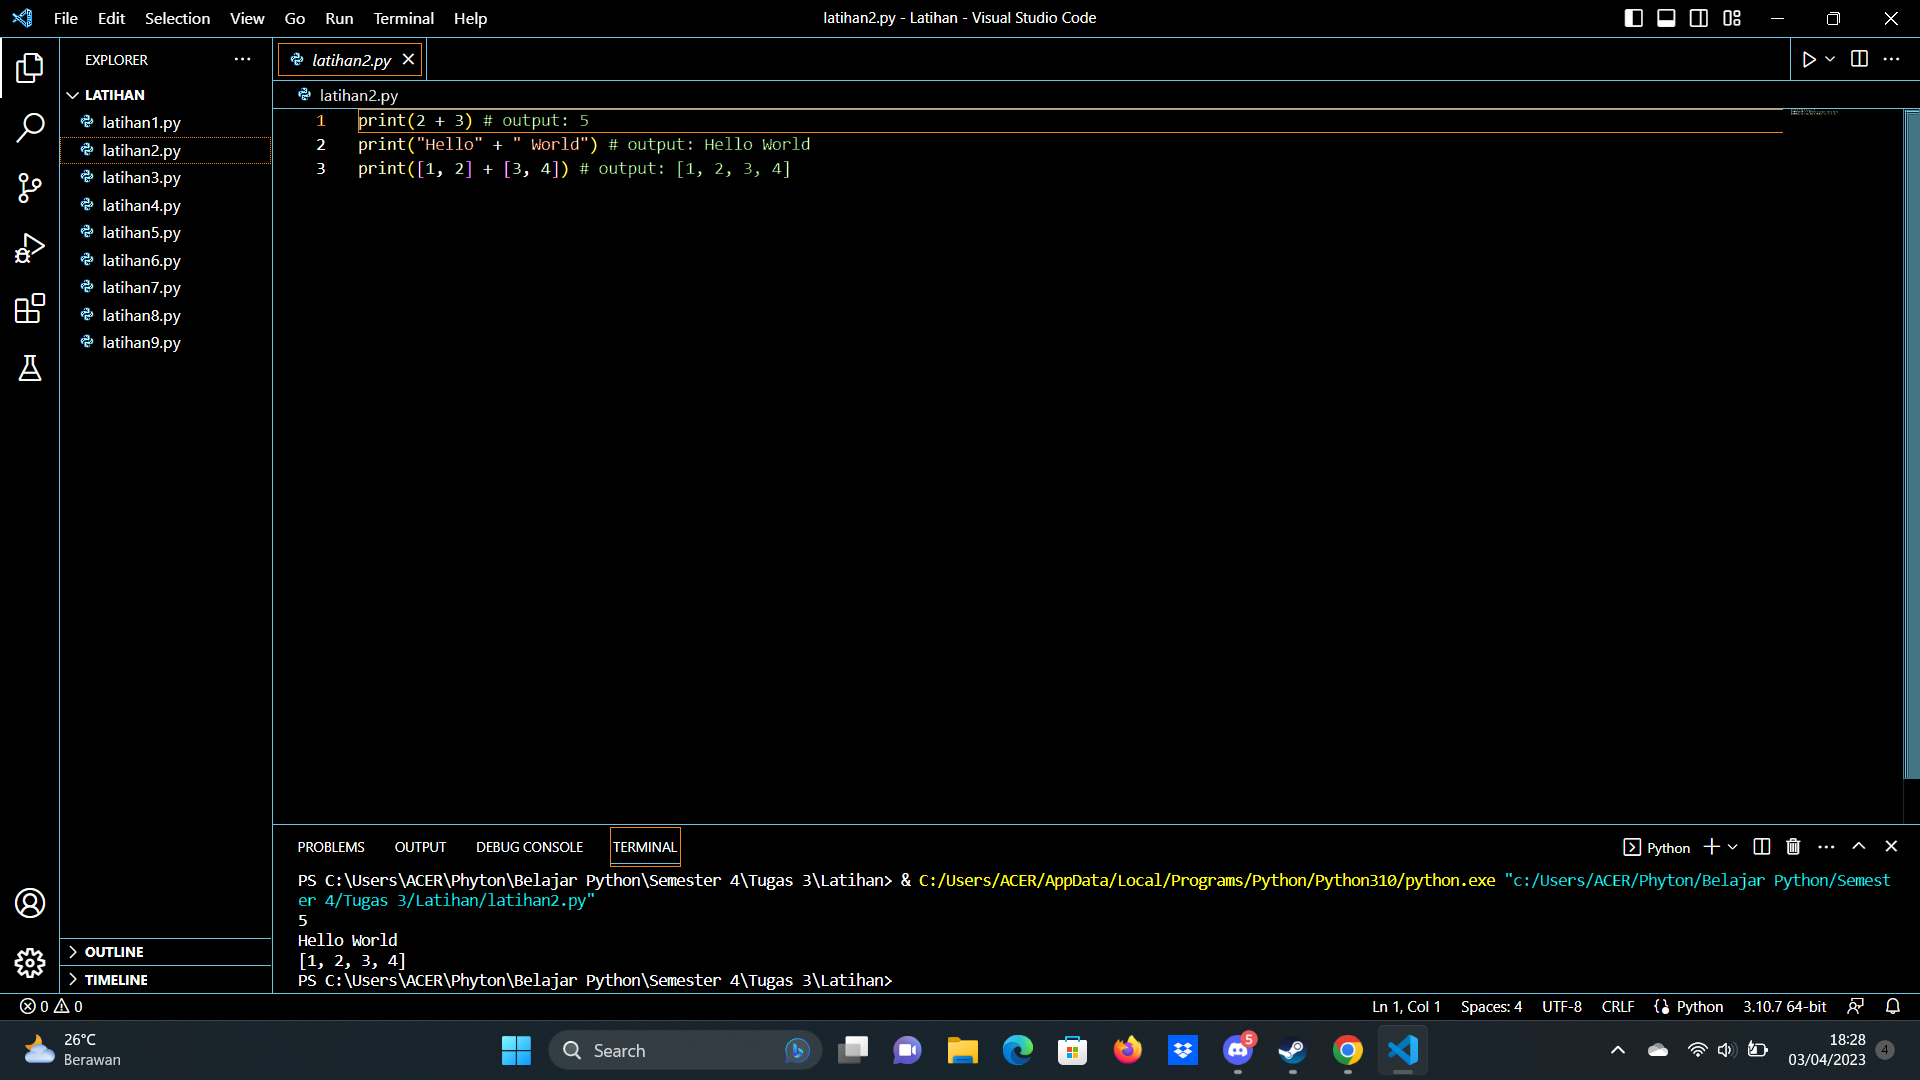 File Edit Selection View Go Run Terminal Help
latihan2.py - Latihan - Visual Studio Code
EXPLORER
LATIHAN
latihan1.py
latihan2.py
latihan3.py
latihan4.py
latihan5.py
latihan6.py
latihan7.py
latihan8.py
latihan9.py
OUTLINE
TIMELINE
latihan2.py
latihan2.py
1 print(2 + 3) # output: 5
2 print("Hello" + " World") # output: Hello World
3 print([1, 2] + [3, 4]) # output: [1, 2, 3, 4]
PROBLEMS OUTPUT DEBUG CONSOLE TERMINAL
Python
PS C:\Users\ACER\Phyton\Belajar Python\Semester 4\Tugas 3\Latihan> & C:/Users/ACER/AppData/Local/Programs/Python/Python310/python.exe "c:/Users/ACER/Phyton/Belajar Python/Semest
er 4/Tugas 3/Latihan/latihan2.py"
5
Hello World
[1, 2, 3, 4]
PS C:\Users\ACER\Phyton\Belajar Python\Semester 4\Tugas 3\Latihan>
0 0
Ln 1, Col 1 Spaces: 4 UTF-8 CRLF Python 3.10.7 64-bit
26°C
Berawan
Search
5
18:28
03/04/2023
4